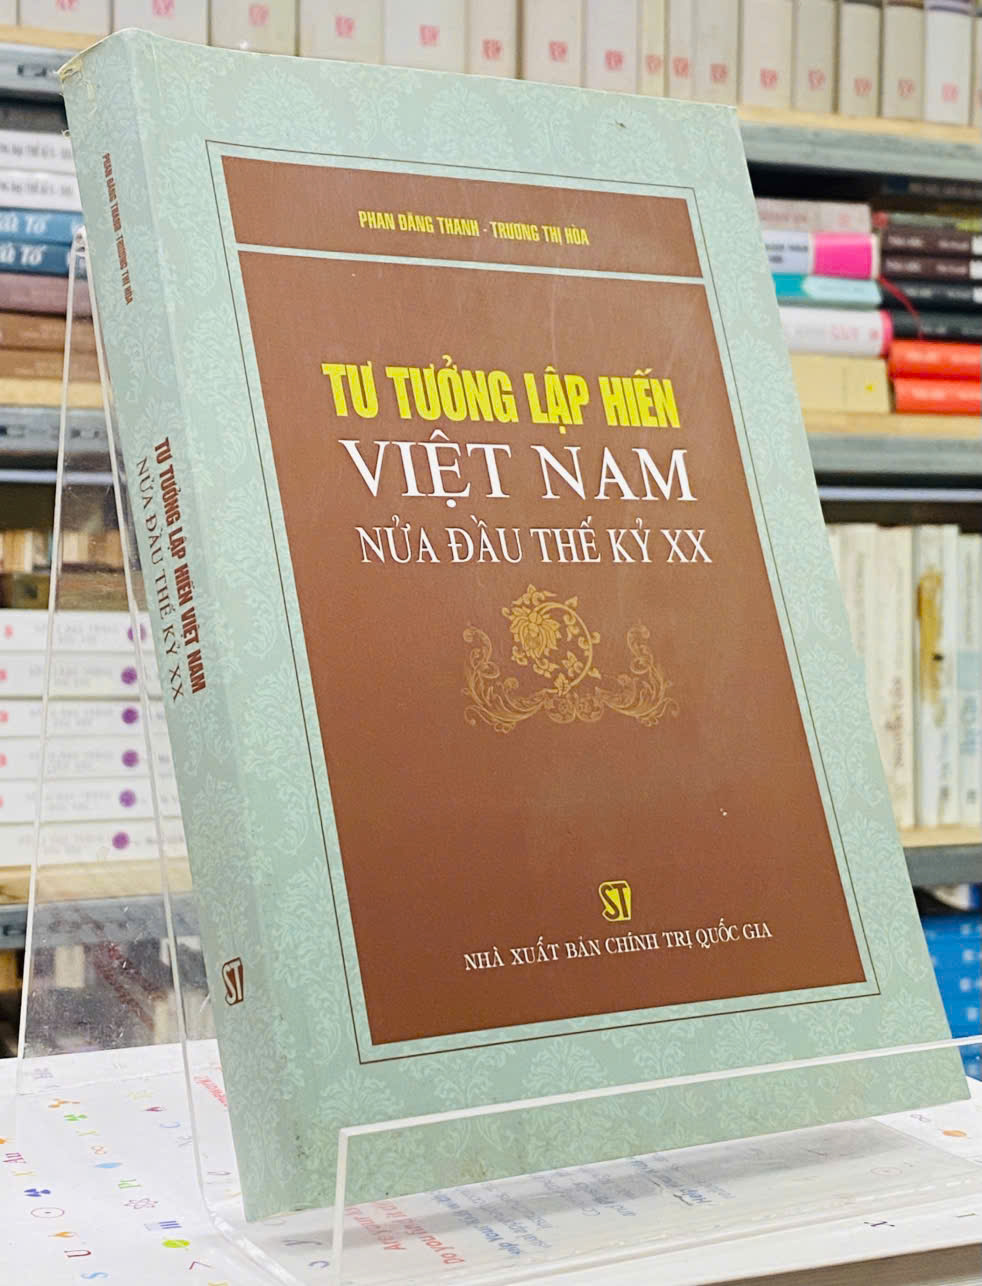 PHAN ĐĂNG THANH - TRƯƠNG THỊ HÒA
TƯ TƯỞNG LẬP HIẾN
VIỆT NAM
NỬA ĐẦU THẾ KỶ XX
ST
NHÀ XUẤT BẢN CHÍNH TRỊ QUỐC GIA
PHAN ĐĂNG THANH - TRƯƠNG THỊ HÒA
TƯ TƯỞNG LẬP HIẾN VIỆT NAM
NỬA ĐẦU THẾ KỶ XX
ST